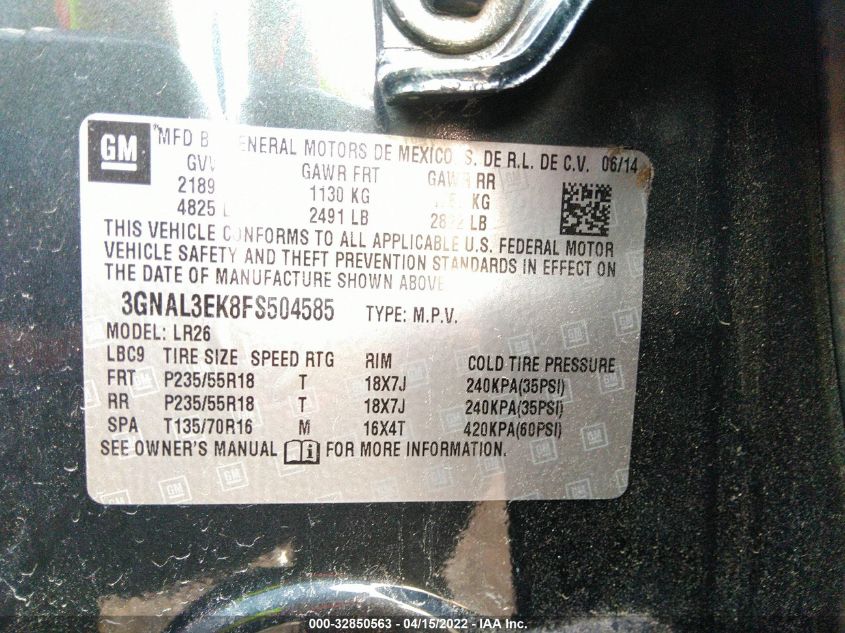 GM
*MFD B GENERAL MOTORS DE MEXICO, S. DE R.L. DE C.V. 06/14
GAWR FRT GAWR RR
2189 1130 KG KG
4825 2491 LB LB
THIS VEHICLE CONFORMS TO ALL APPLICABLE U.S. FEDERAL MOTOR
VEHICLE SAFETY AND THEFT PREVENTION STANDARDS IN EFFECT ON
THE DATE OF MANUFACTURE SHOWN ABOVE
3GNAL3EK8FS504585 TYPE: M.P.V.
MODEL: LR26
LBC9 TIRE SIZE SPEED RTG RIM COLD TIRE PRESSURE
FRT P235/55R18 T 18X7J 240KPA(35PSI)
RR P235/55R18 T 18X7J 240KPA(35PSI)
SPA T135/70R16 M 16X4T 420KPA(60PSI)
SEE OWNER'S MANUAL i FOR MORE INFORMATION.
000-32850563 - 04/15/2022 - IAA Inc.